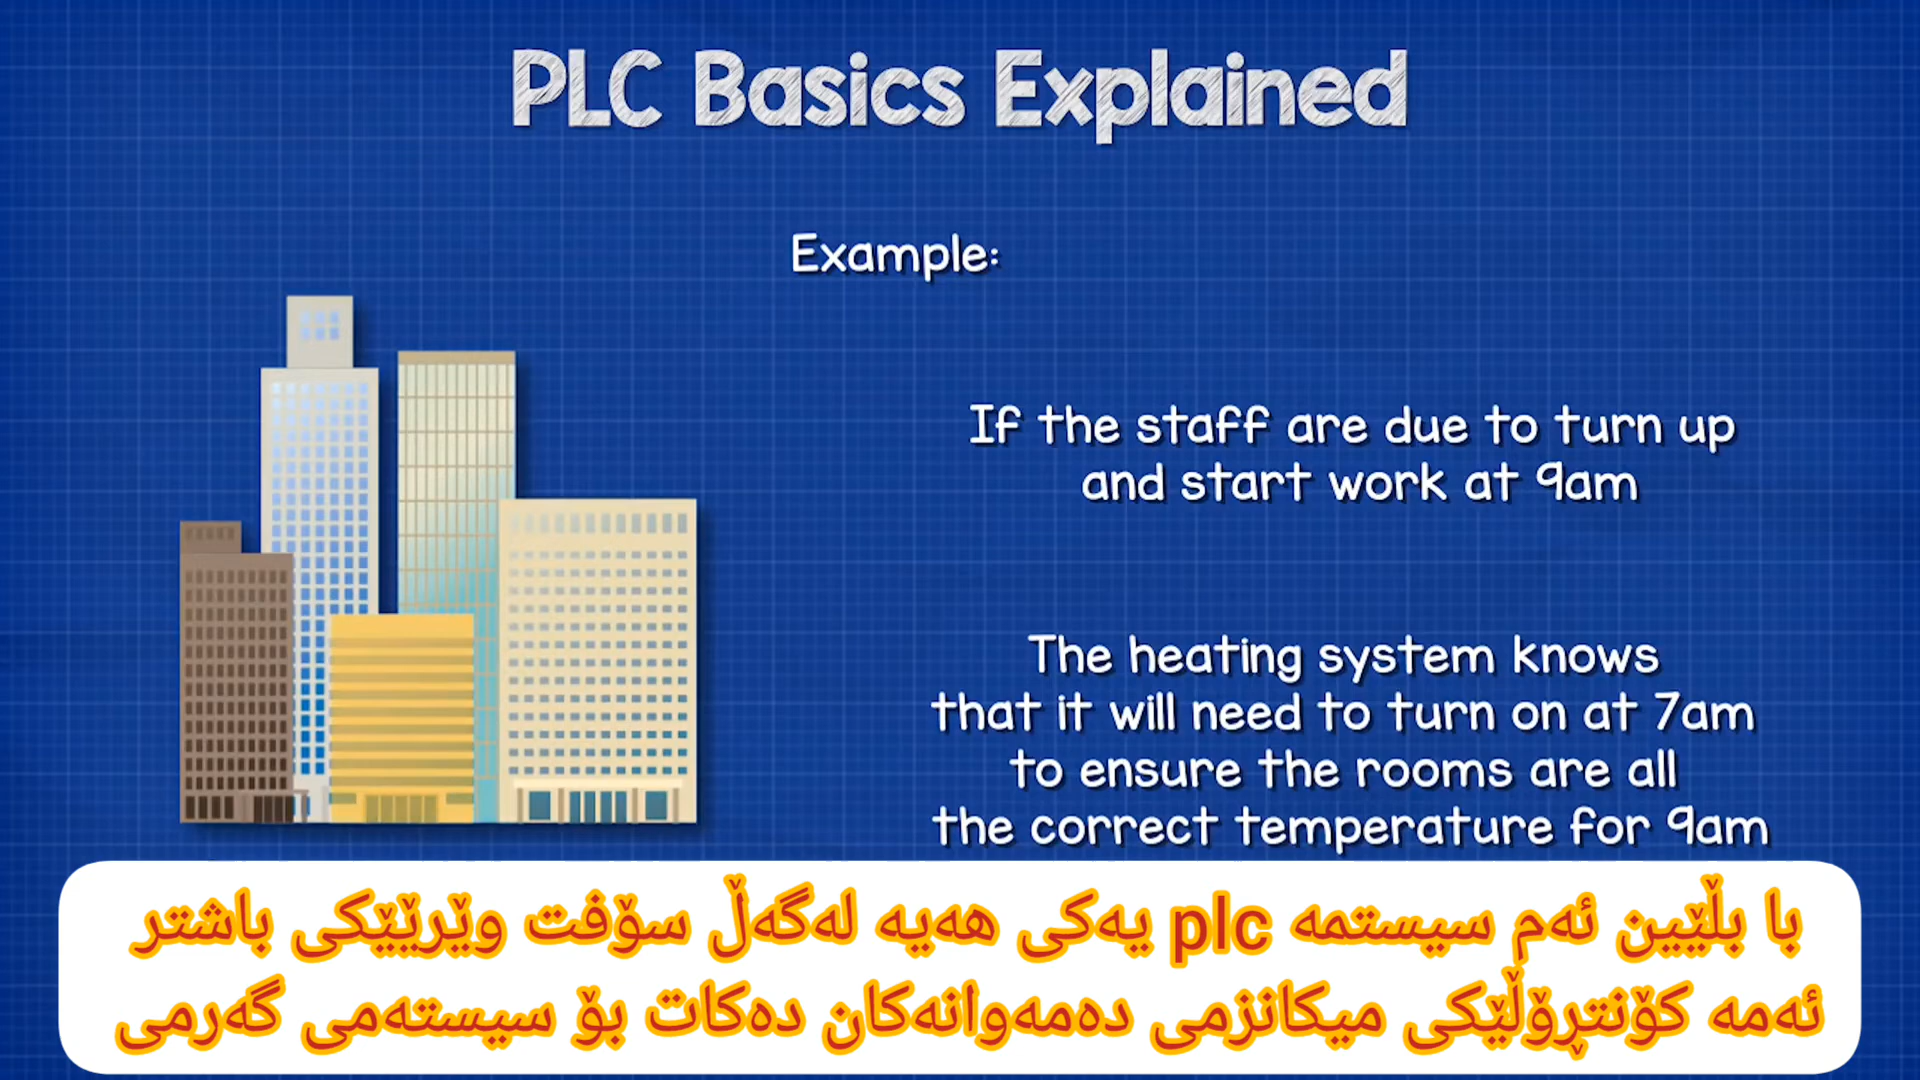 PLC Basics Explained
Example:
If the staff are due to turn up
and start work at 9am
The heating system knows
that it will need to turn on at 7am
to ensure the rooms are all
the correct temperature for 9am
با بڵێین ئەم سیستمە plc یەکی هەیە لەگەڵ سۆفت وێرێێکی باشتر
ئەمە کۆنتڕۆڵێکی میکانزمی دەمەوانەکان دەکات بۆ سیستەمی گەرمی